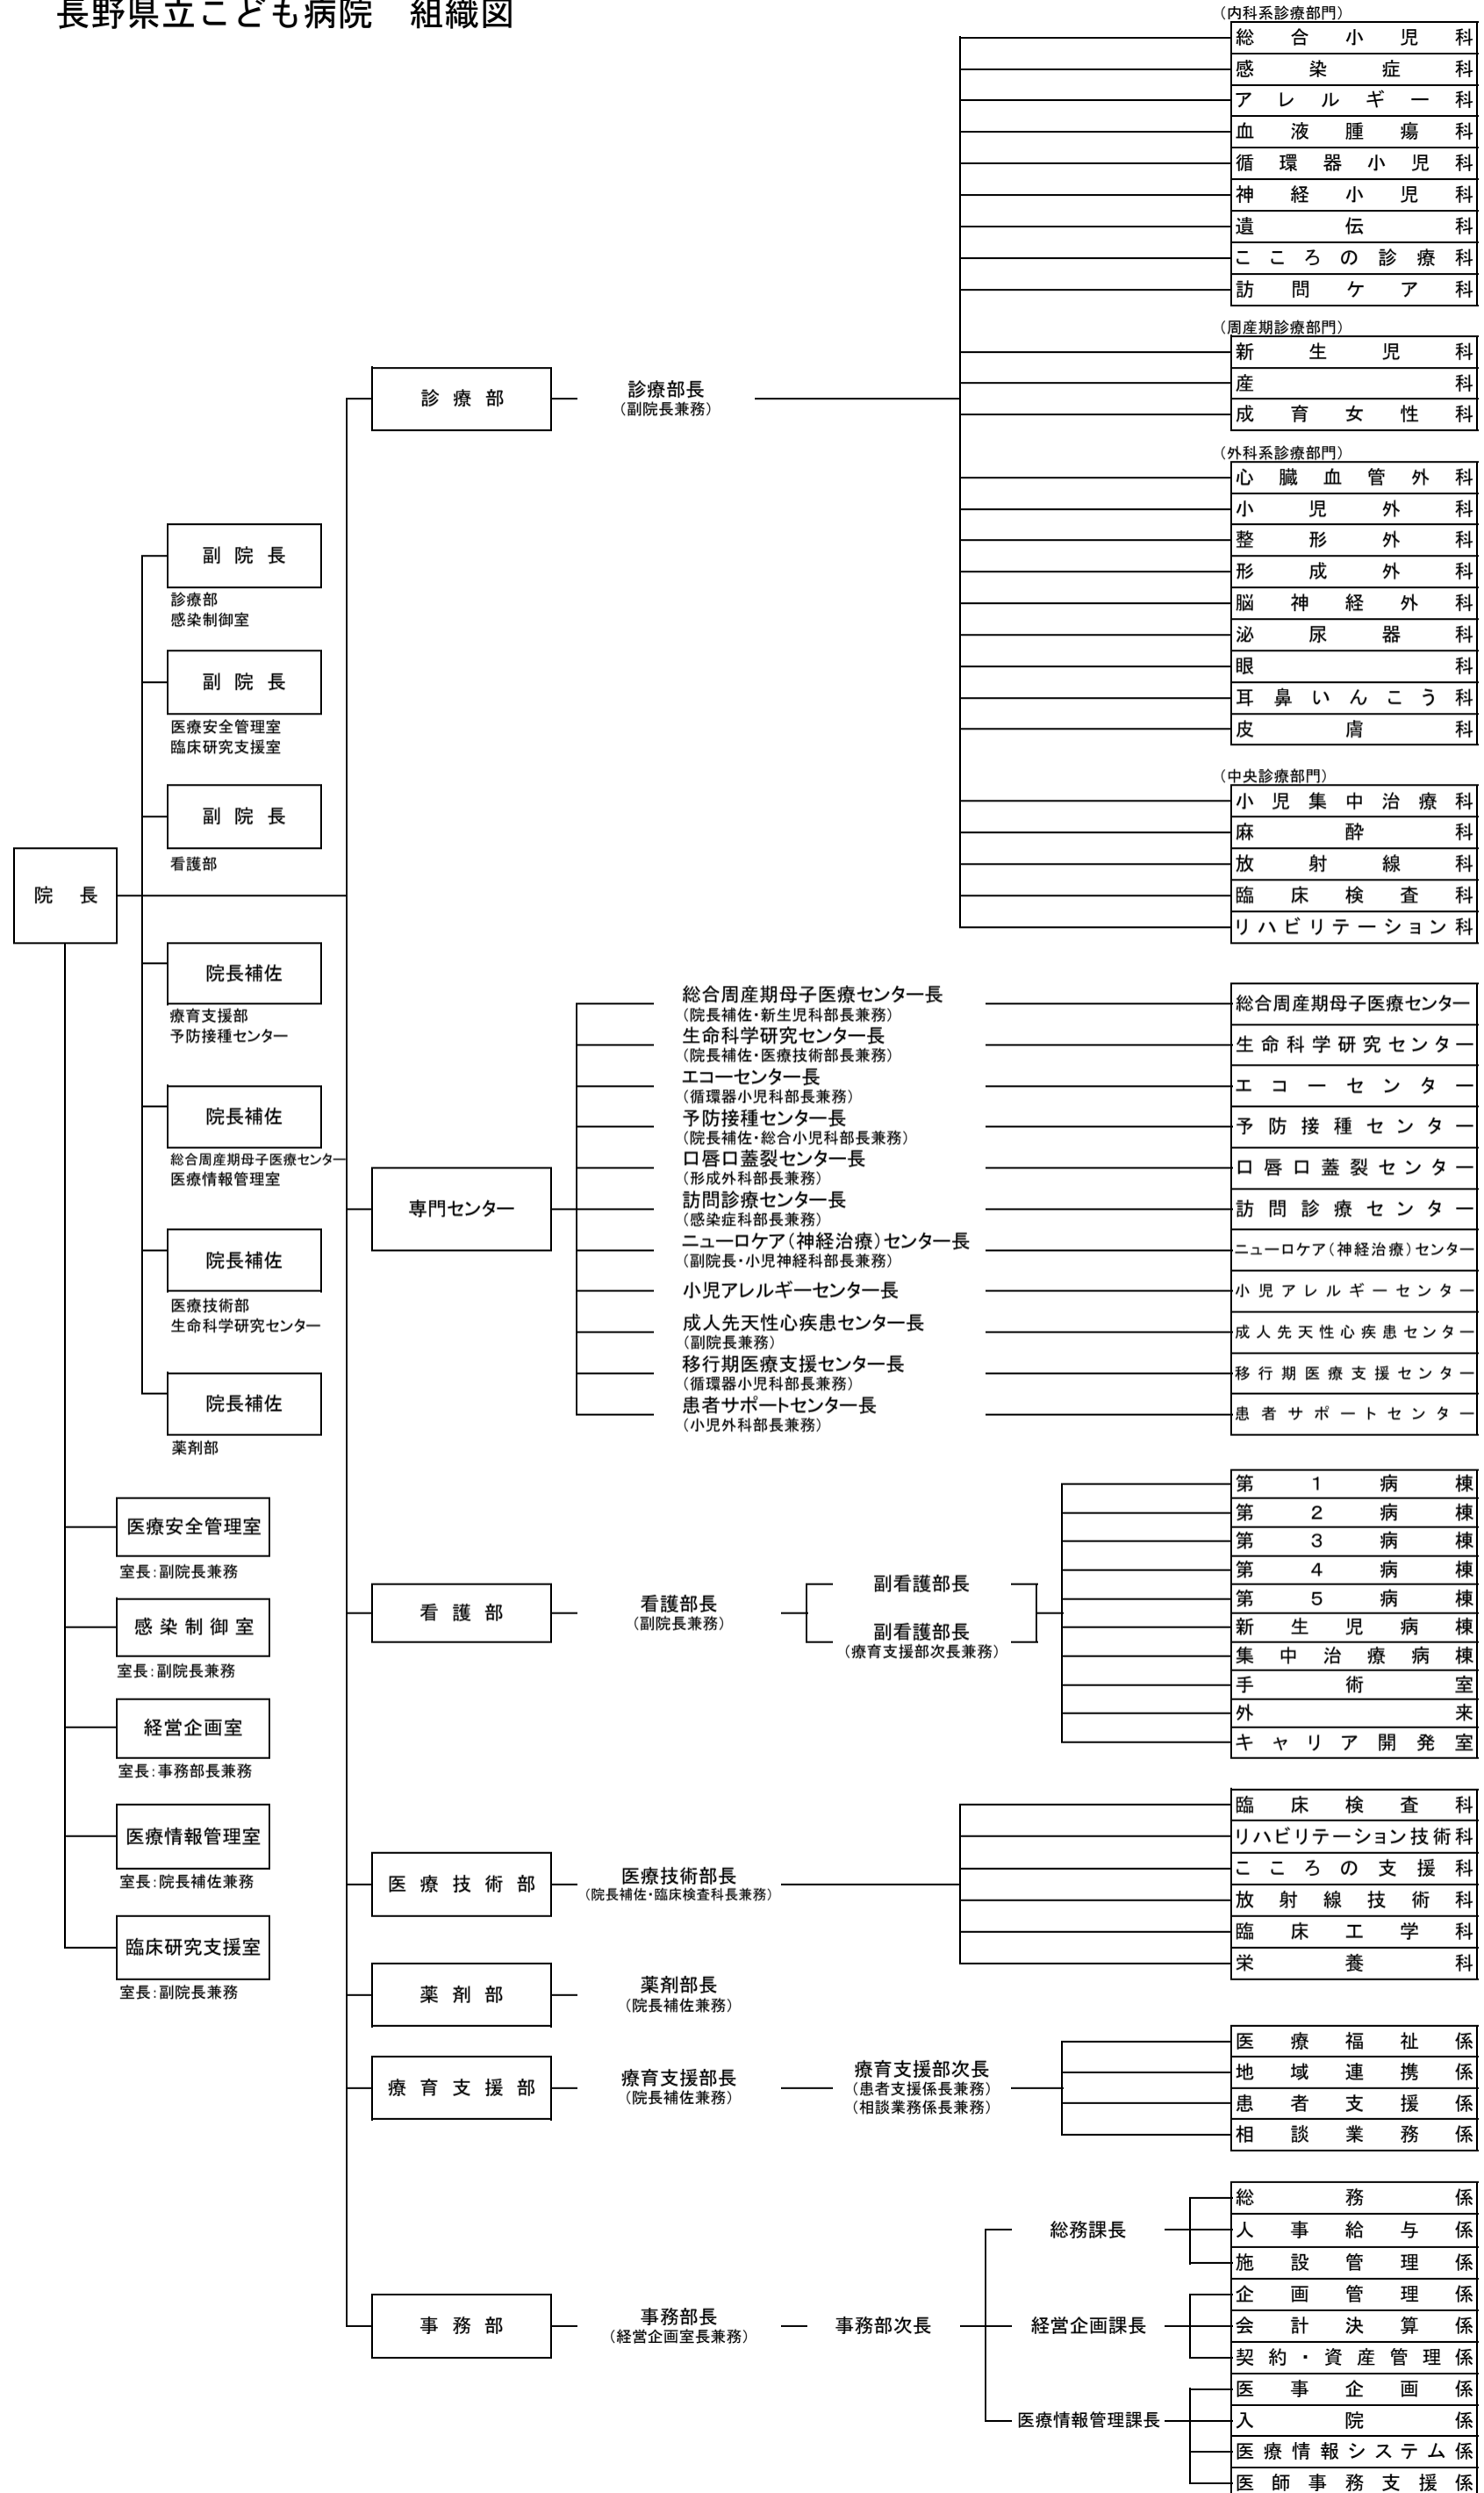 長野県立こども病院　組織図
（内科系診療部門）
総合小児科
感染症科
アレルギー科
血液腫瘍科
循環器小児科
神経小児科
遺伝科
こころの診療科
訪問ケア科
（周産期診療部門）
新生児科
産科
成育女性科
（外科系診療部門）
心臓血管外科
小児外科
整形外科
形成外科
脳神経外科
泌尿器科
眼科
耳鼻いんこう科
皮膚科
（中央診療部門）
小児集中治療科
麻酔科
放射線科
臨床検査科
リハビリテーション科
診療部
診療部長
（副院長兼務）
院長
副院長
診療部
感染制御室
副院長
医療安全管理室
臨床研究支援室
副院長
看護部
院長補佐
療育支援部
予防接種センター
院長補佐
総合周産期母子医療センター
医療情報管理室
院長補佐
医療技術部
生命科学研究センター
院長補佐
薬剤部
医療安全管理室
室長：副院長兼務
感染制御室
室長：副院長兼務
経営企画室
室長：事務部長兼務
医療情報管理室
室長：院長補佐兼務
臨床研究支援室
室長：副院長兼務
専門センター
総合周産期母子医療センター長
（院長補佐・新生児科部長兼務）
総合周産期母子医療センター
生命科学研究センター長
（院長補佐・医療技術部長兼務）
生命科学研究センター
エコーセンター長
（循環器小児科部長兼務）
エコーセンター
予防接種センター長
（院長補佐・総合小児科部長兼務）
予防接種センター
口唇口蓋裂センター長
（形成外科部長兼務）
口唇口蓋裂センター
訪問診療センター長
（感染症科部長兼務）
訪問診療センター
ニューロケア（神経治療）センター長
（副院長・小児神経科部長兼務）
ニューロケア（神経治療）センター
小児アレルギーセンター長
小児アレルギーセンター
成人先天性心疾患センター長
（副院長兼務）
成人先天性心疾患センター
移行期医療支援センター長
（循環器小児科部長兼務）
移行期医療支援センター
患者サポートセンター長
（小児外科部長兼務）
患者サポートセンター
看護部
看護部長
（副院長兼務）
副看護部長
副看護部長
（療育支援部次長兼務）
第1病棟
第2病棟
第3病棟
第4病棟
第5病棟
新生児病棟
集中治療病棟
手術室
外来
キャリア開発室
医療技術部
医療技術部長
（院長補佐・臨床検査科長兼務）
臨床検査科
リハビリテーション技術科
こころの支援科
放射線技術科
臨床工学科
栄養科
薬剤部
薬剤部長
（院長補佐兼務）
療育支援部
療育支援部長
（院長補佐兼務）
療育支援部次長
（患者支援係長兼務）
（相談業務係長兼務）
医療福祉係
地域連携係
患者支援係
相談業務係
事務部
事務部長
（経営企画室長兼務）
事務部次長
総務課長
総務係
人事給与係
施設管理係
経営企画課長
企画管理係
会計決算係
契約・資産管理係
医療情報管理課長
医事企画係
入院係
医療情報システム係
医師事務支援係